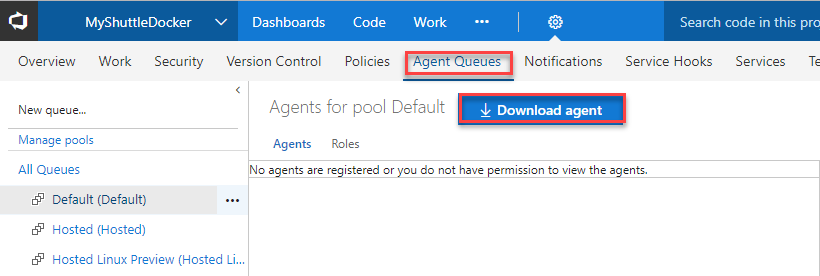 MyShuttleDocker Dashboards Code Work ... Search code in this pro
Overview Work Security Version Control Policies Agent Queues Notifications Service Hooks Services Te
New queue...
Manage pools
All Queues
Default (Default) ...
Hosted (Hosted)
Hosted Linux Preview (Hosted Li...
Agents for pool Default Download agent
Agents Roles
No agents are registered or you do not have permission to view the agents.